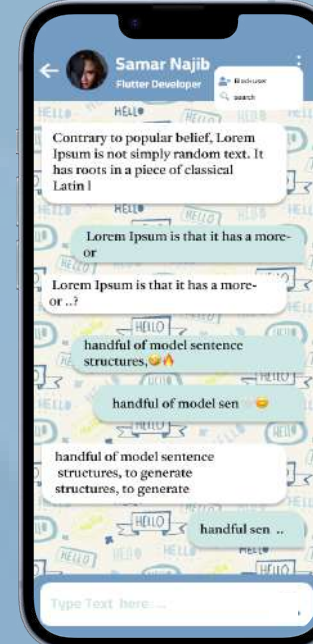 Samar Najib
Flutter Developer
Block user
search
Contrary to popular belief, Lorem
Ipsum is not simply random text. It
has roots in a piece of classical
Latin l
Lorem Ipsum is that it has a more-
or
Lorem Ipsum is that it has a more-
or ..?
handful of model sentence
structures,😜🔥
handful of model sen 😊
handful of model sentence
structures, to generate
structures, to generate
handful sen ..
Type Text here ...
HELLO